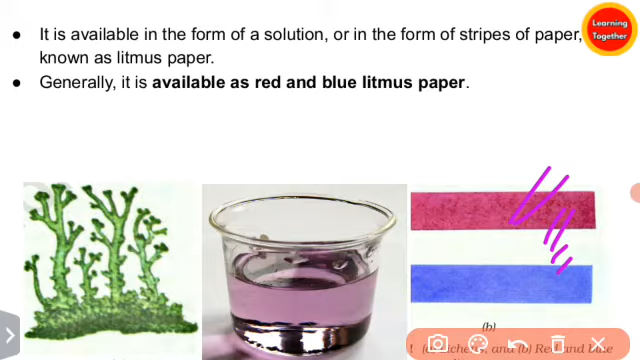 ● It is available in the form of a solution, or in the form of stripes of paper,
known as litmus paper.
● Generally, it is available as red and blue litmus paper.
Learning
Together
(b)
and (b) Red and blue